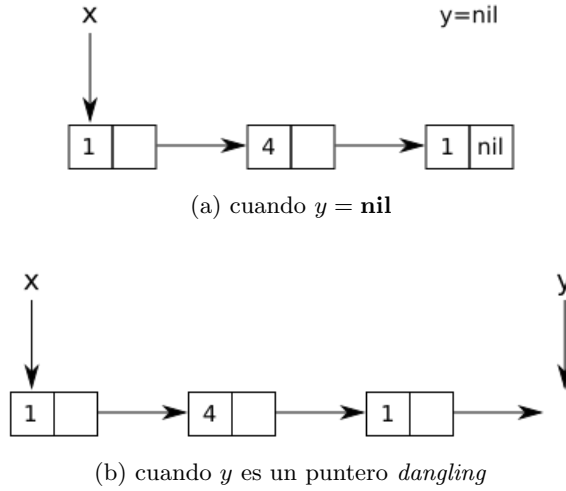 x y=nil
1 4 1 nil
(a) cuando y = nil
x y
1 4 1
(b) cuando y es un puntero dangling